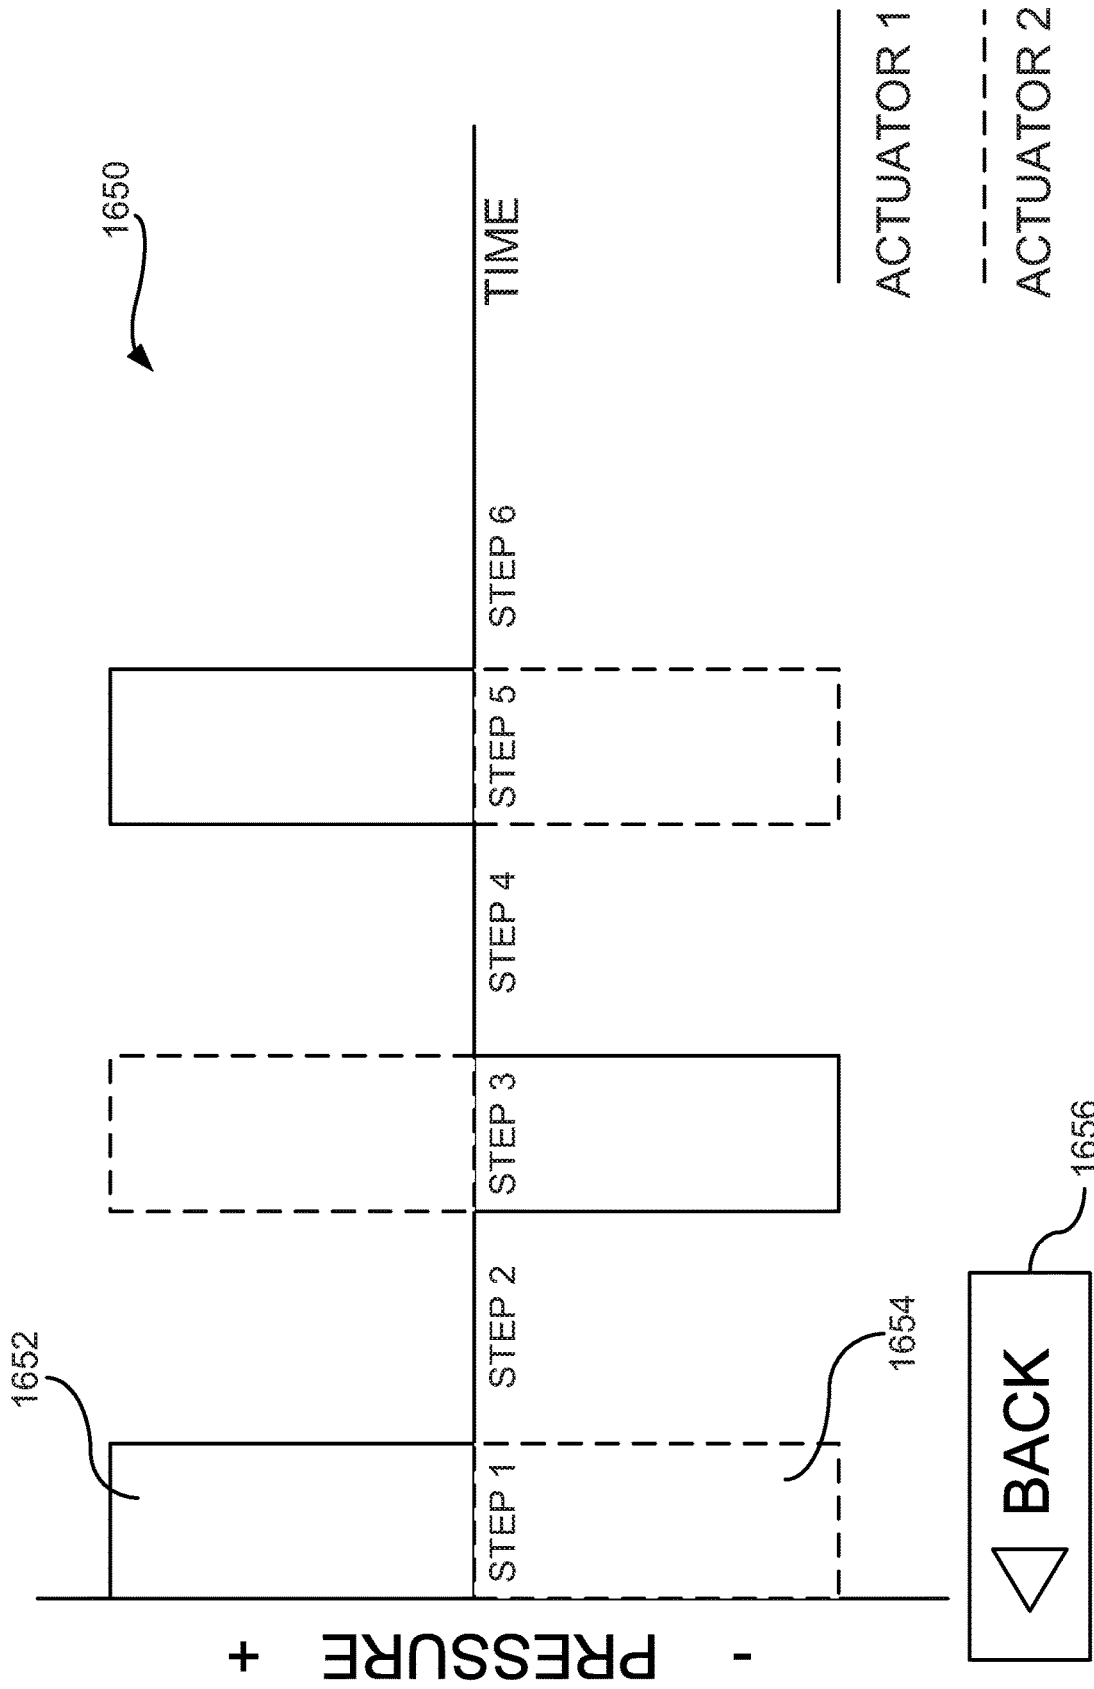 1650
1652
+ PRESSURE -
STEP 1
STEP 2
STEP 3
STEP 4
STEP 5
STEP 6
TIME
1654
BACK
1656
ACTUATOR 1
ACTUATOR 2